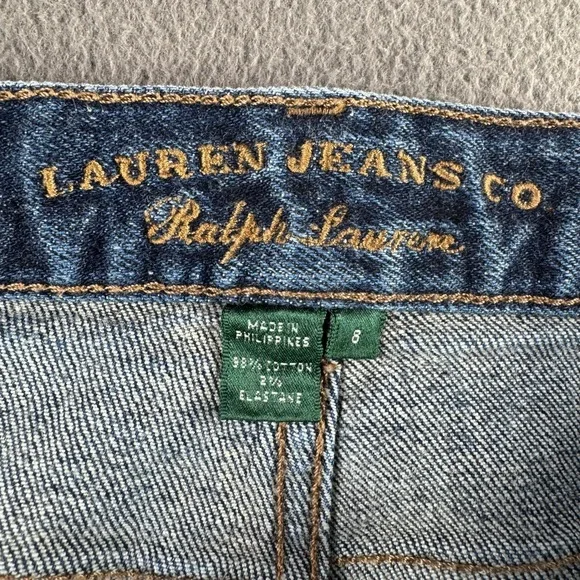 LAUREN JEANS CO.
Ralph Lauren
MADE IN
PHILIPPINES
98% COTTON
2%
ELASTANE
8